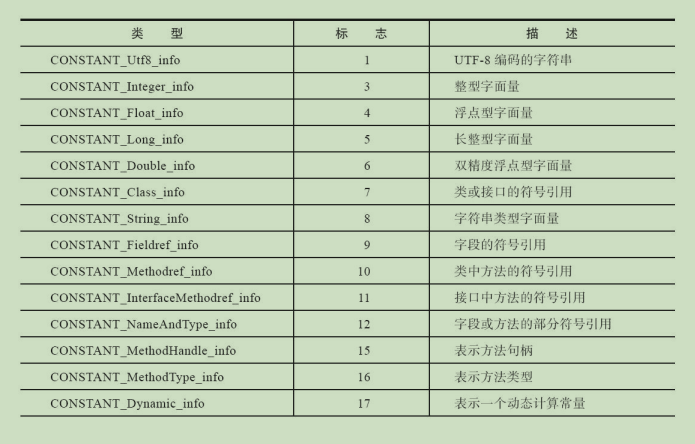 类 型 标 志 描 述
CONSTANT_Utf8_info 1 UTF-8 编码的字符串
CONSTANT_Integer_info 3 整型字面量
CONSTANT_Float_info 4 浮点型字面量
CONSTANT_Long_info 5 长整型字面量
CONSTANT_Double_info 6 双精度浮点型字面量
CONSTANT_Class_info 7 类或接口的符号引用
CONSTANT_String_info 8 字符串类型字面量
CONSTANT_Fieldref_info 9 字段的符号引用
CONSTANT_Methodref_info 10 类中方法的符号引用
CONSTANT_InterfaceMethodref_info 11 接口中方法的符号引用
CONSTANT_NameAndType_info 12 字段或方法的部分符号引用
CONSTANT_MethodHandle_info 15 表示方法句柄
CONSTANT_MethodType_info 16 表示方法类型
CONSTANT_Dynamic_info 17 表示一个动态计算常量